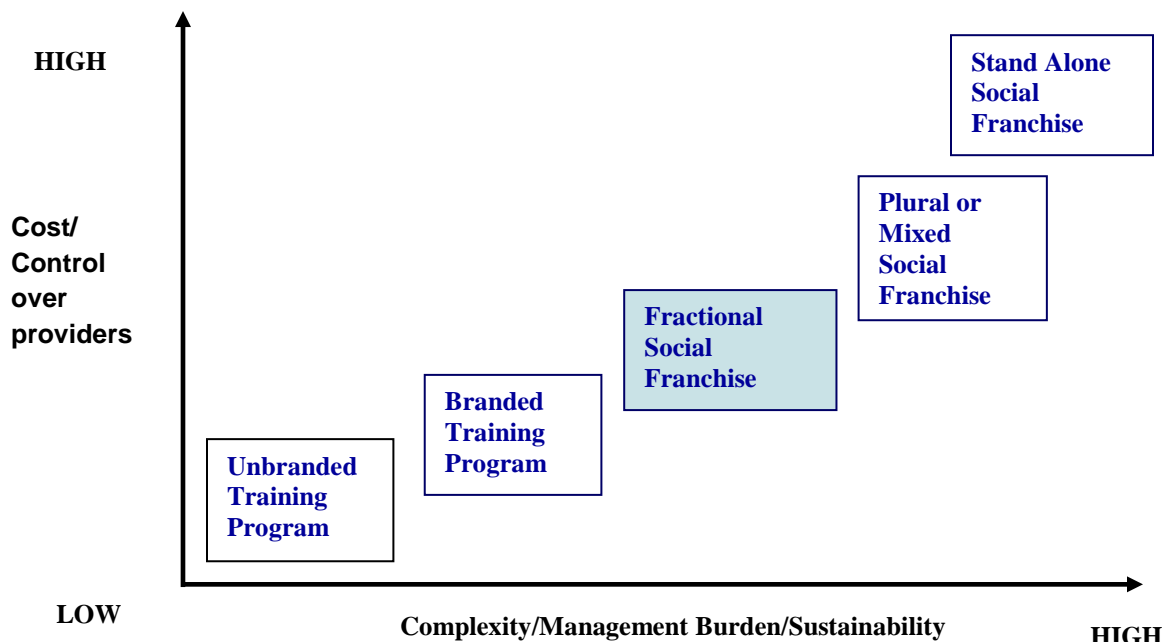 HIGH
Stand Alone
Social
Franchise
Plural or
Mixed
Social
Franchise
Cost/
Control
over
providers
Fractional
Social
Franchise
Branded
Training
Program
Unbranded
Training
Program
LOW
Complexity/Management Burden/Sustainability
HIGH